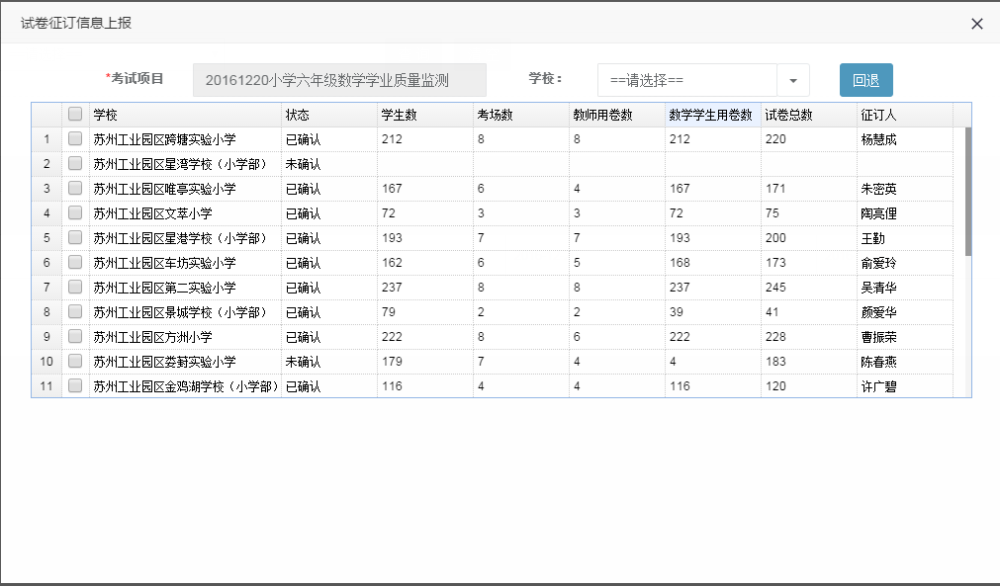 试卷征订信息上报
*考试项目 20161220小学六年级数学学业质量监测 学校： ==请选择== 回退
学校 状态 学生数 考场数 教师用卷数 数学学生用卷数 试卷总数 征订人
1 苏州工业园区跨塘实验小学 已确认 212 8 8 212 220 杨慧成
2 苏州工业园区星湾学校（小学部） 未确认
3 苏州工业园区唯亭实验小学 已确认 167 6 4 167 171 朱密英
4 苏州工业园区文萃小学 已确认 72 3 3 72 75 陶亮俚
5 苏州工业园区星港学校（小学部） 已确认 193 7 7 193 200 王勤
6 苏州工业园区车坊实验小学 已确认 162 6 5 168 173 俞爱玲
7 苏州工业园区第二实验小学 已确认 237 8 8 237 245 吴清华
8 苏州工业园区景城学校（小学部） 已确认 79 2 2 39 41 颜爱华
9 苏州工业园区方洲小学 已确认 222 8 6 222 228 曹振荣
10 苏州工业园区娄葑实验小学 未确认 179 7 4 4 183 陈春燕
11 苏州工业园区金鸡湖学校（小学部） 已确认 116 4 4 116 120 许广碧